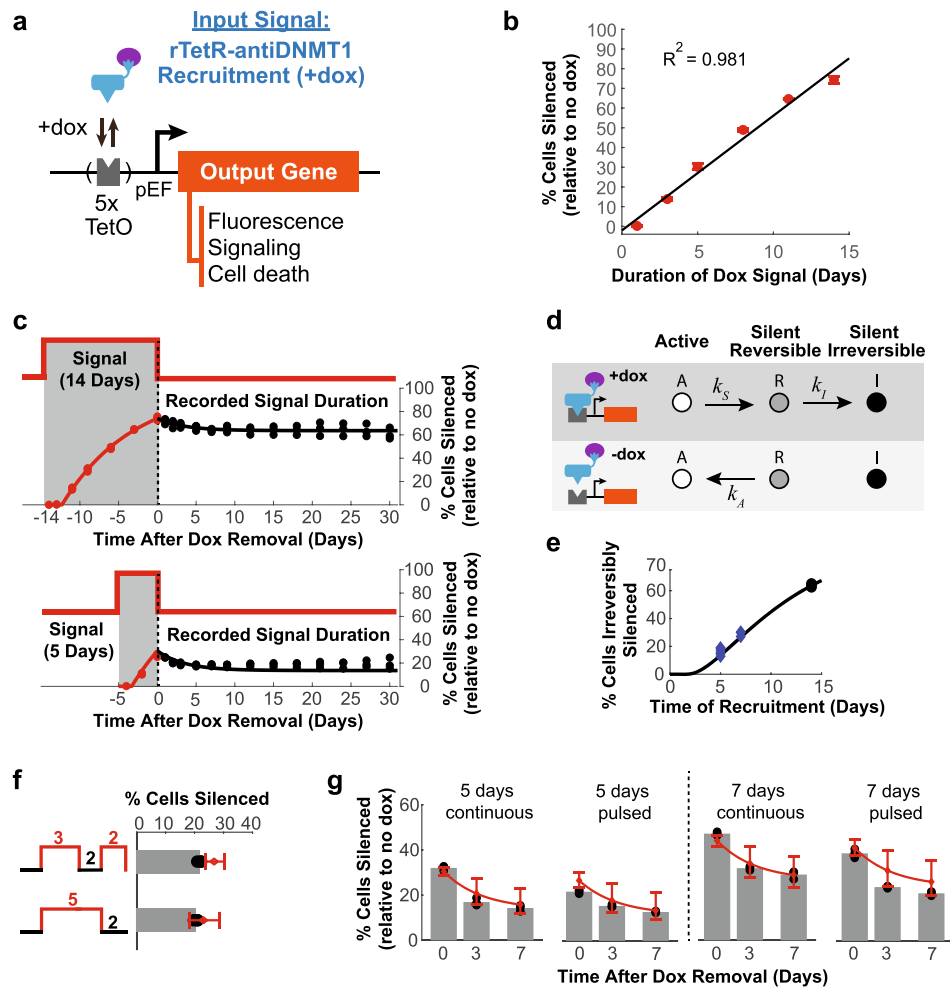 a
Input Signal:
rTetR-antiDNMT1
Recruitment (+dox)
+dox
( )
pEF
5x
TetO
Output Gene
Fluorescence
Signaling
Cell death
b
R2 = 0.981
% Cells Silenced
(relative to no dox)
100
90
80
70
60
50
40
30
20
10
0
0 5 10 15
Duration of Dox Signal (Days)
c
Signal
(14 Days)
Recorded Signal Duration
100
80
60
40
20
0
% Cells Silenced
(relative to no dox)
-14 -10 -5 0 5 10 15 20 25 30
Time After Dox Removal (Days)
Signal
(5 Days)
Recorded Signal Duration
100
80
60
40
20
0
% Cells Silenced
(relative to no dox)
-5 0 5 10 15 20 25 30
Time After Dox Removal (Days)
d
Active
Silent
Reversible
Silent
Irreversible
+dox
A kS R kI I
-dox
A kA R I
e
% Cells Irreversibly
Silenced
60
40
20
0
0 5 10 15
Time of Recruitment (Days)
f
% Cells Silenced
0 10 20 30 40
3 2 2
5 2
g
% Cells Silenced
(relative to no dox)
60
40
20
0
5 days
continuous
5 days
pulsed
7 days
continuous
7 days
pulsed
0 3 7 0 3 7 0 3 7 0 3 7
Time After Dox Removal (Days)